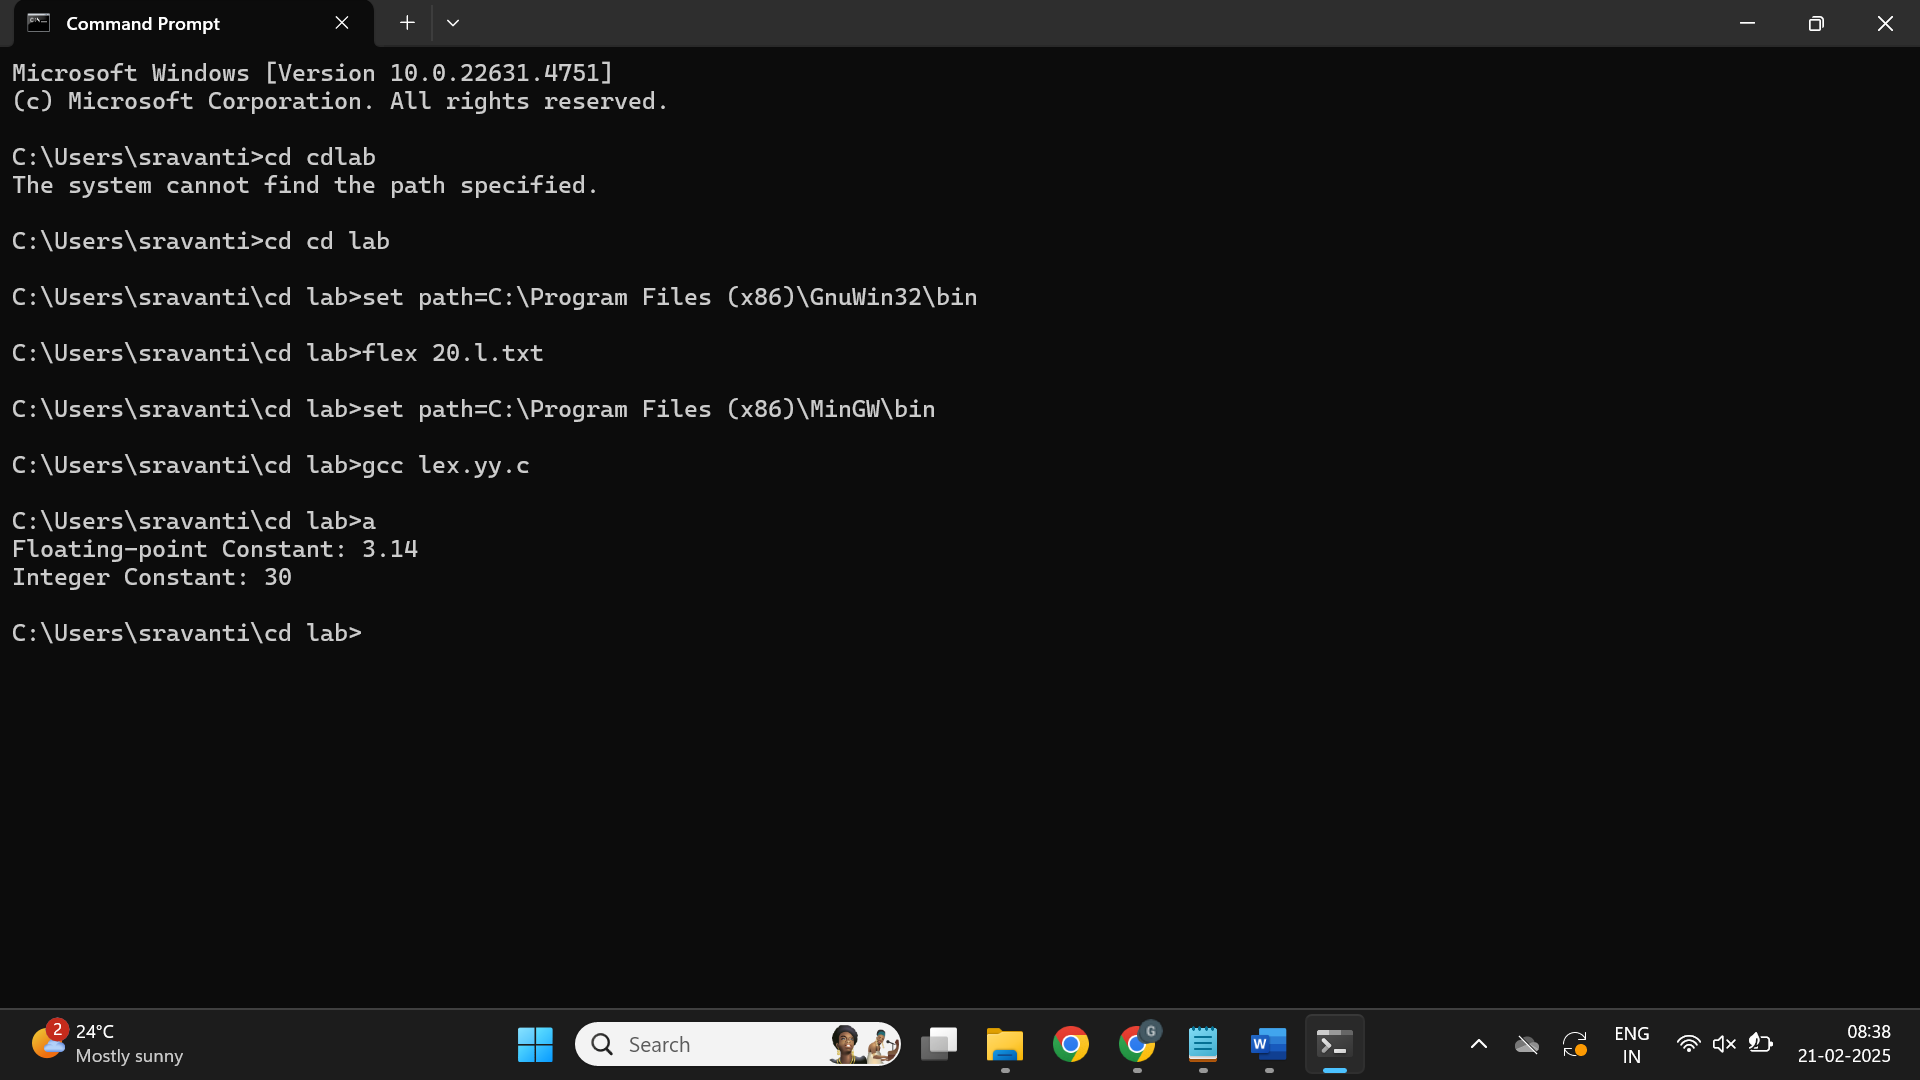 Command Prompt
Microsoft Windows [Version 10.0.22631.4751]
(c) Microsoft Corporation. All rights reserved.
C:\Users\sravanti>cd cdlab
The system cannot find the path specified.
C:\Users\sravanti>cd cd lab
C:\Users\sravanti\cd lab>set path=C:\Program Files (x86)\GnuWin32\bin
C:\Users\sravanti\cd lab>flex 20.l.txt
C:\Users\sravanti\cd lab>set path=C:\Program Files (x86)\MinGW\bin
C:\Users\sravanti\cd lab>gcc lex.yy.c
C:\Users\sravanti\cd lab>a
Floating-point Constant: 3.14
Integer Constant: 30
C:\Users\sravanti\cd lab>
2
24°C
Mostly sunny
Search
G
W
ENG
IN
08:38
21-02-2025